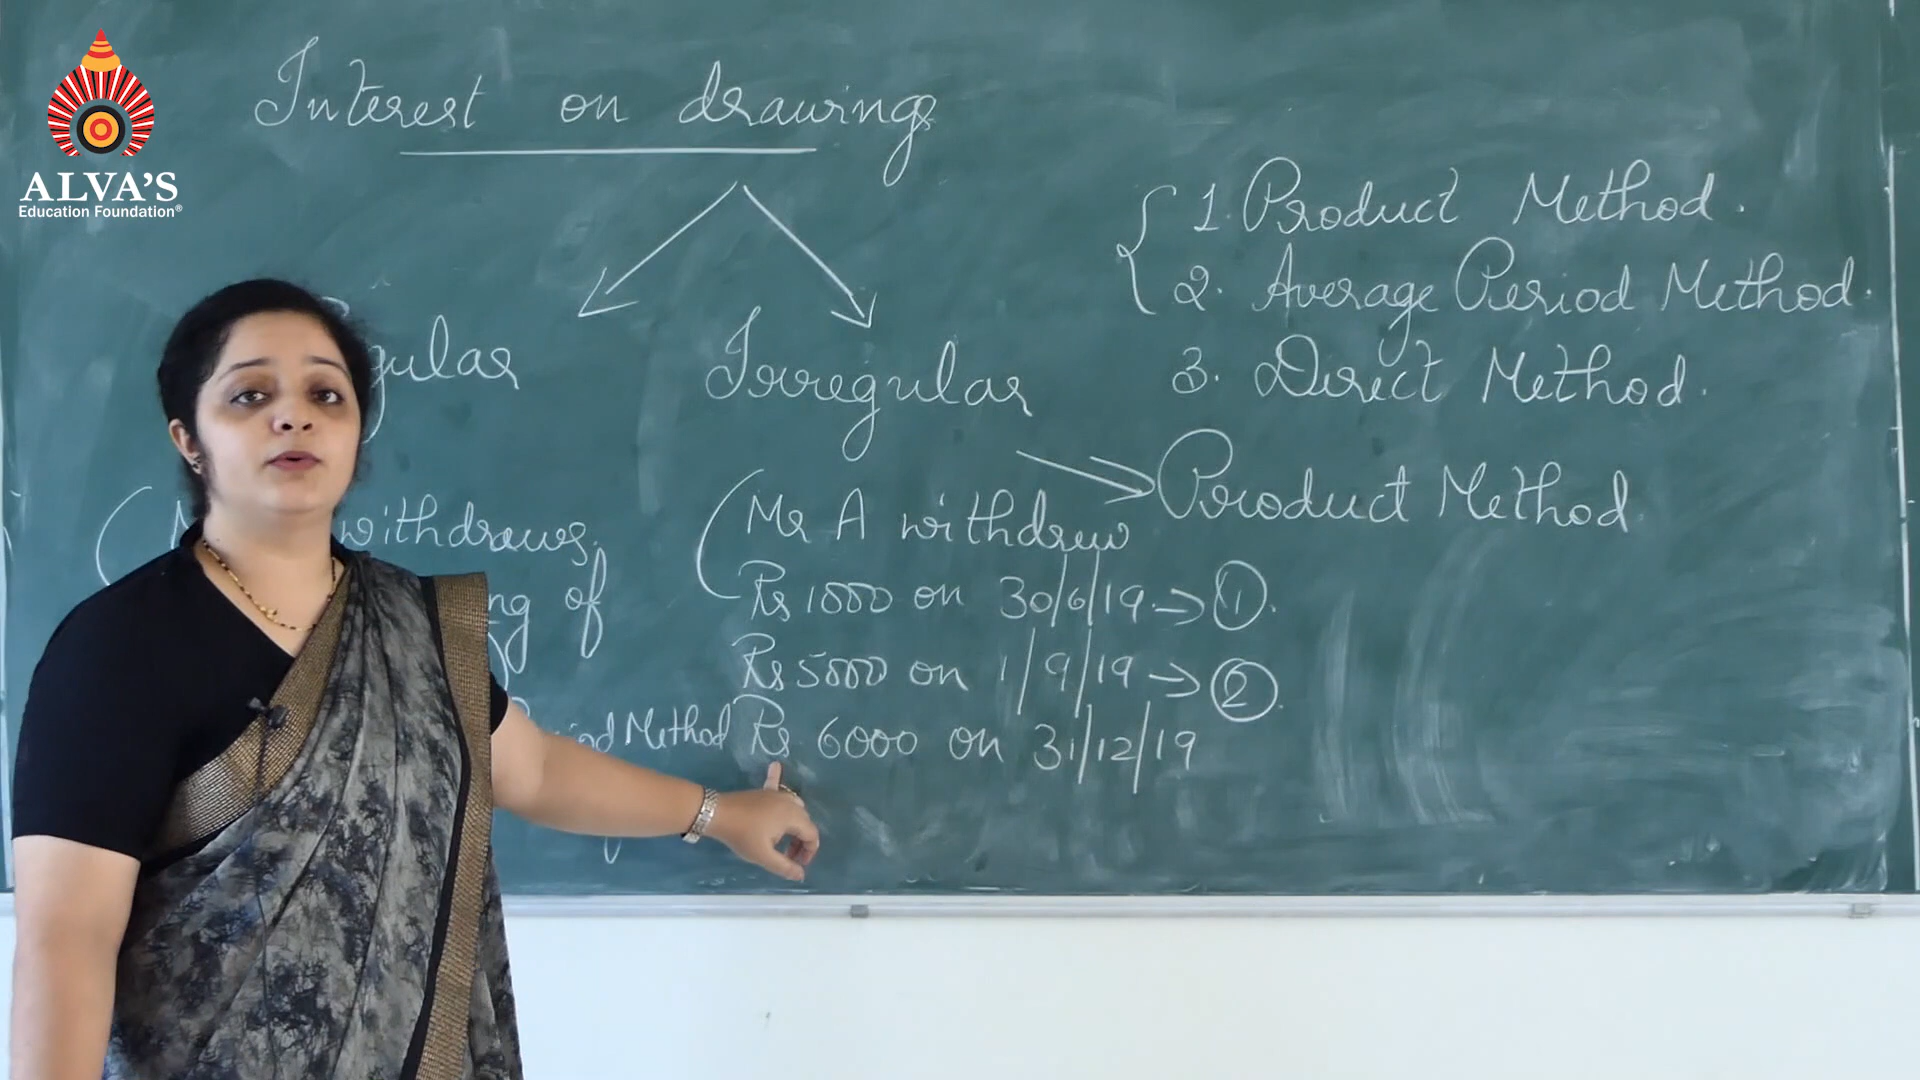 ALVA'S
Education Foundation®
Interest on drawings
1. Product Method.
2. Average Period Method.
3. Direct Method.
Irregular
Product Method
withdraws
of
Method
(Mr A withdrew
Rs 1000 on 30/6/19 → ①.
Rs 5000 on 1/9/19 → ②.
Rs 6000 on 31/12/19